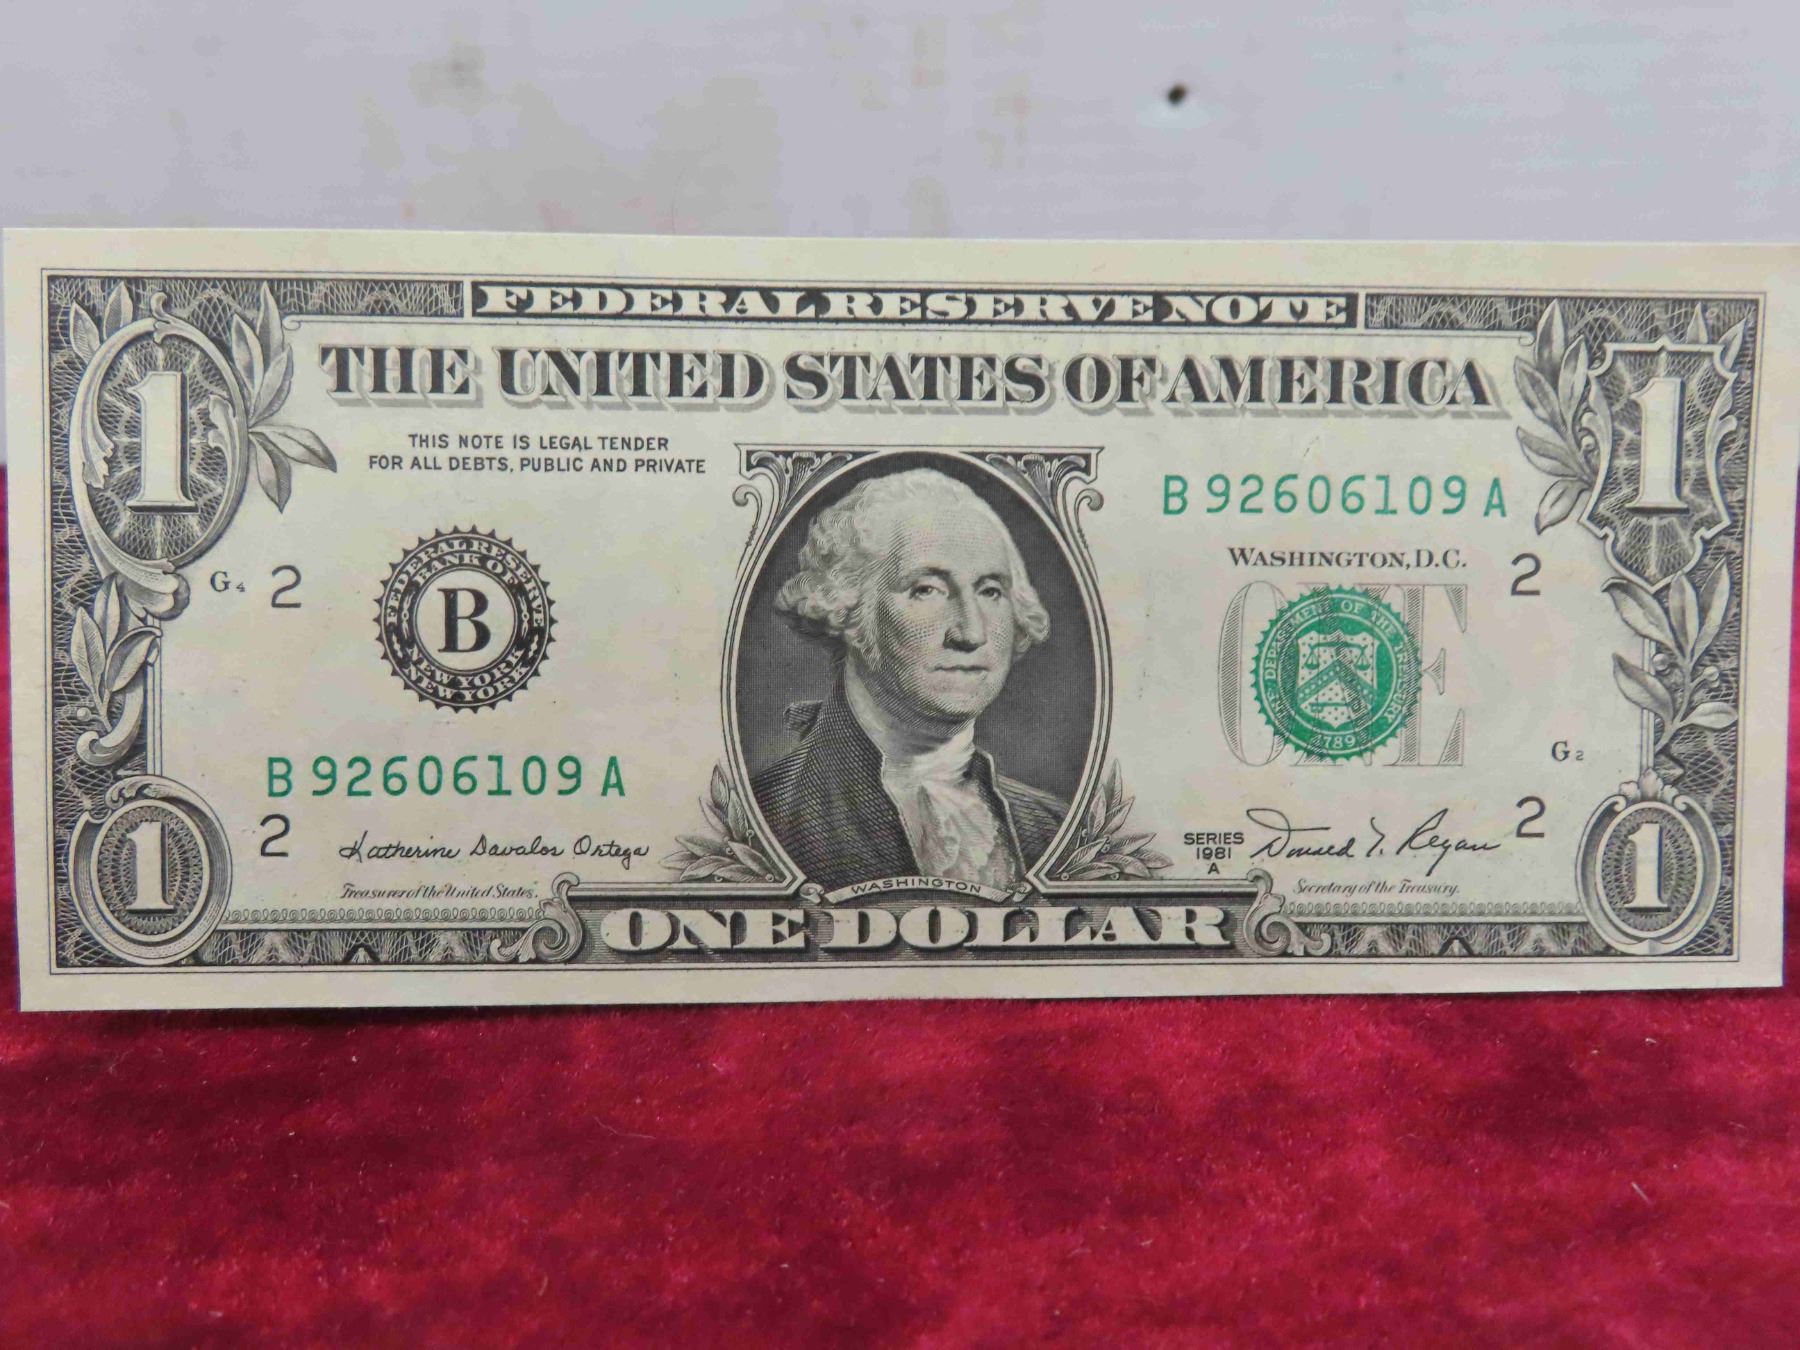 FEDERAL RESERVE NOTE
THE UNITED STATES OF AMERICA
1
1
THIS NOTE IS LEGAL TENDER
FOR ALL DEBTS, PUBLIC AND PRIVATE
B 92606109 A
WASHINGTON, D.C.
G4 2
2
FEDERAL RESERVE
BANK OF
B
NEW YORK
NEW YORK
ONE
THE DEPARTMENT OF THE TREASURY
1789
G2
B 92606109 A
2
2
Katherine Davalos Ortega
Treasurer of the United States.
SERIES
1981
A
Donald T. Regan
Secretary of the Treasury.
WASHINGTON
1
1
ONE DOLLAR